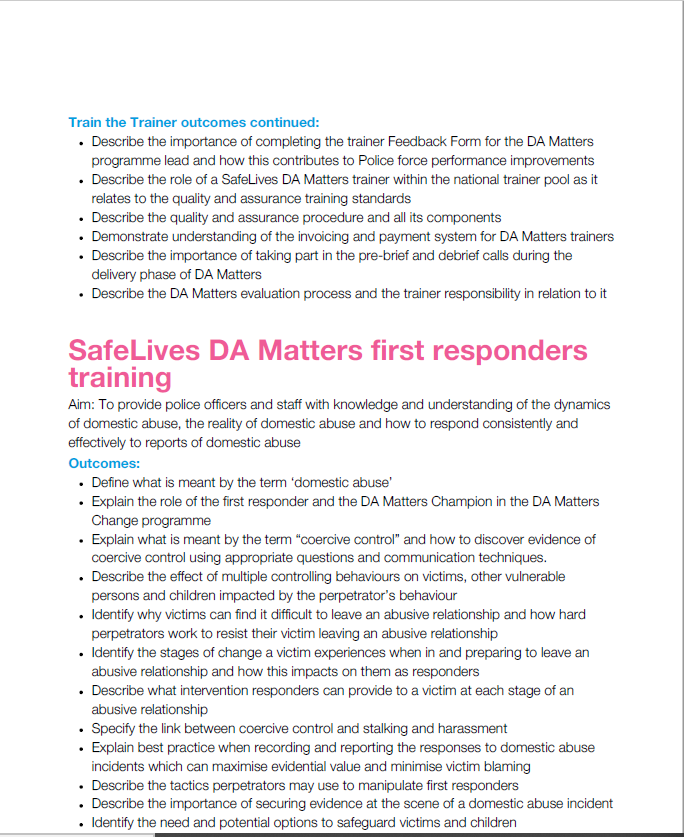 Train the Trainer outcomes continued:
• Describe the importance of completing the trainer Feedback Form for the DA Matters
programme lead and how this contributes to Police force performance improvements
• Describe the role of a SafeLives DA Matters trainer within the national trainer pool as it
relates to the quality and assurance training standards
• Describe the quality and assurance procedure and all its components
• Demonstrate understanding of the invoicing and payment system for DA Matters trainers
• Describe the importance of taking part in the pre-brief and debrief calls during the
delivery phase of DA Matters
• Describe the DA Matters evaluation process and the trainer responsibility in relation to it
SafeLives DA Matters first responders
training
Aim: To provide police officers and staff with knowledge and understanding of the dynamics
of domestic abuse, the reality of domestic abuse and how to respond consistently and
effectively to reports of domestic abuse
Outcomes:
• Define what is meant by the term ‘domestic abuse’
• Explain the role of the first responder and the DA Matters Champion in the DA Matters
Change programme
• Explain what is meant by the term “coercive control” and how to discover evidence of
coercive control using appropriate questions and communication techniques.
• Describe the effect of multiple controlling behaviours on victims, other vulnerable
persons and children impacted by the perpetrator’s behaviour
• Identify why victims can find it difficult to leave an abusive relationship and how hard
perpetrators work to resist their victim leaving an abusive relationship
• Identify the stages of change a victim experiences when in and preparing to leave an
abusive relationship and how this impacts on them as responders
• Describe what intervention responders can provide to a victim at each stage of an
abusive relationship
• Specify the link between coercive control and stalking and harassment
• Explain best practice when recording and reporting the responses to domestic abuse
incidents which can maximise evidential value and minimise victim blaming
• Describe the tactics perpetrators may use to manipulate first responders
• Describe the importance of securing evidence at the scene of a domestic abuse incident
• Identify the need and potential options to safeguard victims and children